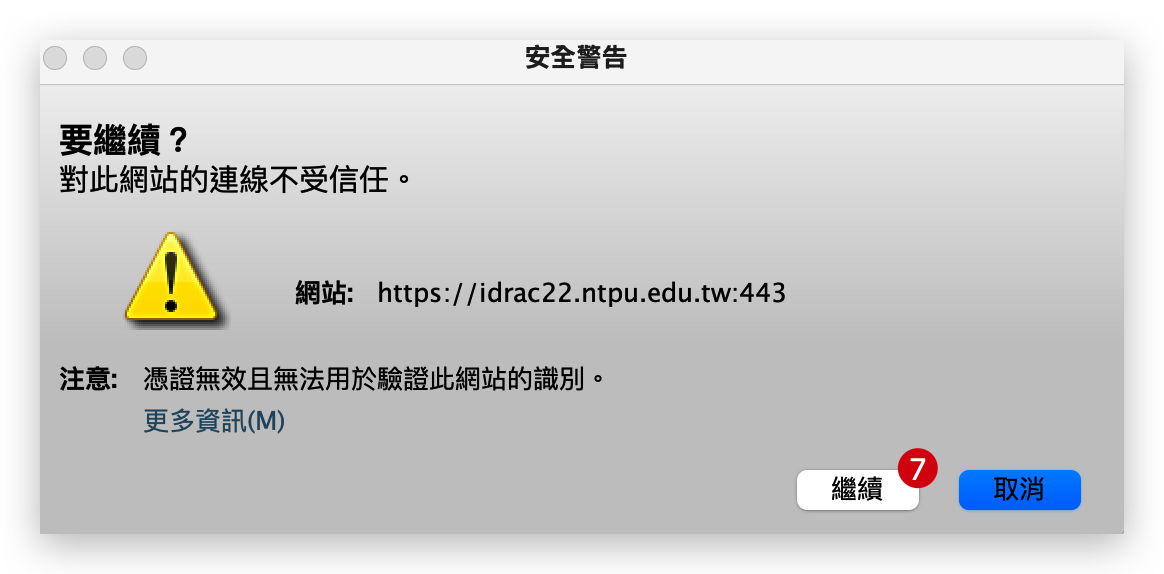 安全警告
要繼續？
對此網站的連線不受信任。
網站: https://idrac22.ntpu.edu.tw:443
注意: 憑證無效且無法用於驗證此網站的識別。
更多資訊(M)
7
繼續 取消